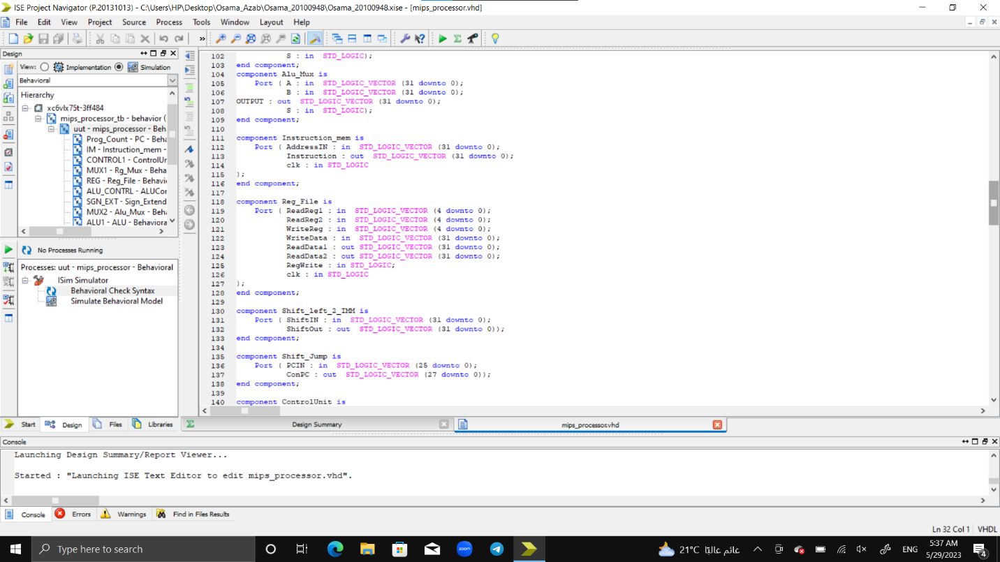 ISE Project Navigator (P.20131013) - C:\Users\HP\Desktop\Osama_Azab\Osama_20100948\Osama_20100948.xise - [mips_processor.vhd]
File Edit View Project Source Process Tools Window Layout Help
Design
View: Implementation Simulation
Behavioral
Hierarchy
xc6vlx75t-3ff484
mips_processor_tb - behavior (
uut - mips_processor - Beh
Prog_Count - PC - Beha
IM - Instruction_mem -
CONTROL1 - ControlUr
MUX1 - Rg_Mux - Beha
REG - Reg_File - Behavic
ALU_CONTRL - ALUCor
SGN_EXT - Sign_Extend
MUX2 - Alu_Mux - Beha
ALU1 - ALU - Behaviora
No Processes Running
Processes: uut - mips_processor - Behavioral
ISim Simulator
Behavioral Check Syntax
Simulate Behavioral Model
Start Design Files Libraries
102 S : in STD_LOGIC);
103 end component;
104 component Alu_Mux is
105 Port ( A : in STD_LOGIC_VECTOR (31 downto 0);
106 B : in STD_LOGIC_VECTOR (31 downto 0);
107 OUTPUT : out STD_LOGIC_VECTOR (31 downto 0);
108 S : in STD_LOGIC);
109 end component;
110
111 component Instruction_mem is
112 Port ( AddressIN : in STD_LOGIC_VECTOR (31 downto 0);
113 Instruction : out STD_LOGIC_VECTOR (31 downto 0);
114 clk : in STD_LOGIC
115 );
116 end component;
117
118 component Reg_File is
119 Port ( ReadReg1 : in STD_LOGIC_VECTOR (4 downto 0);
120 ReadReg2 : in STD_LOGIC_VECTOR (4 downto 0);
121 WriteReg : in STD_LOGIC_VECTOR (4 downto 0);
122 WriteData : in STD_LOGIC_VECTOR (31 downto 0);
123 ReadData1 : out STD_LOGIC_VECTOR (31 downto 0);
124 ReadData2 : out STD_LOGIC_VECTOR (31 downto 0);
125 RegWrite : in STD_LOGIC;
126 clk : in STD_LOGIC
127 );
128 end component;
129
130 component Shift_left_2_IMM is
131 Port ( ShiftIN : in STD_LOGIC_VECTOR (31 downto 0);
132 ShiftOut : out STD_LOGIC_VECTOR (31 downto 0));
133 end component;
134
135 component Shift_Jump is
136 Port ( PCIN : in STD_LOGIC_VECTOR (25 downto 0);
137 ConPC : out STD_LOGIC_VECTOR (27 downto 0));
138 end component;
139
140 component ControlUnit is
Design Summary mips_processor.vhd
Console
Launching Design Summary/Report Viewer...
Started : "Launching ISE Text Editor to edit mips_processor.vhd".
Console Errors Warnings Find in Files Results
Ln 32 Col 1 VHDL
Type here to search
zoom
21°C غائم غالبًا
ENG
5:37 AM
5/29/2023
4